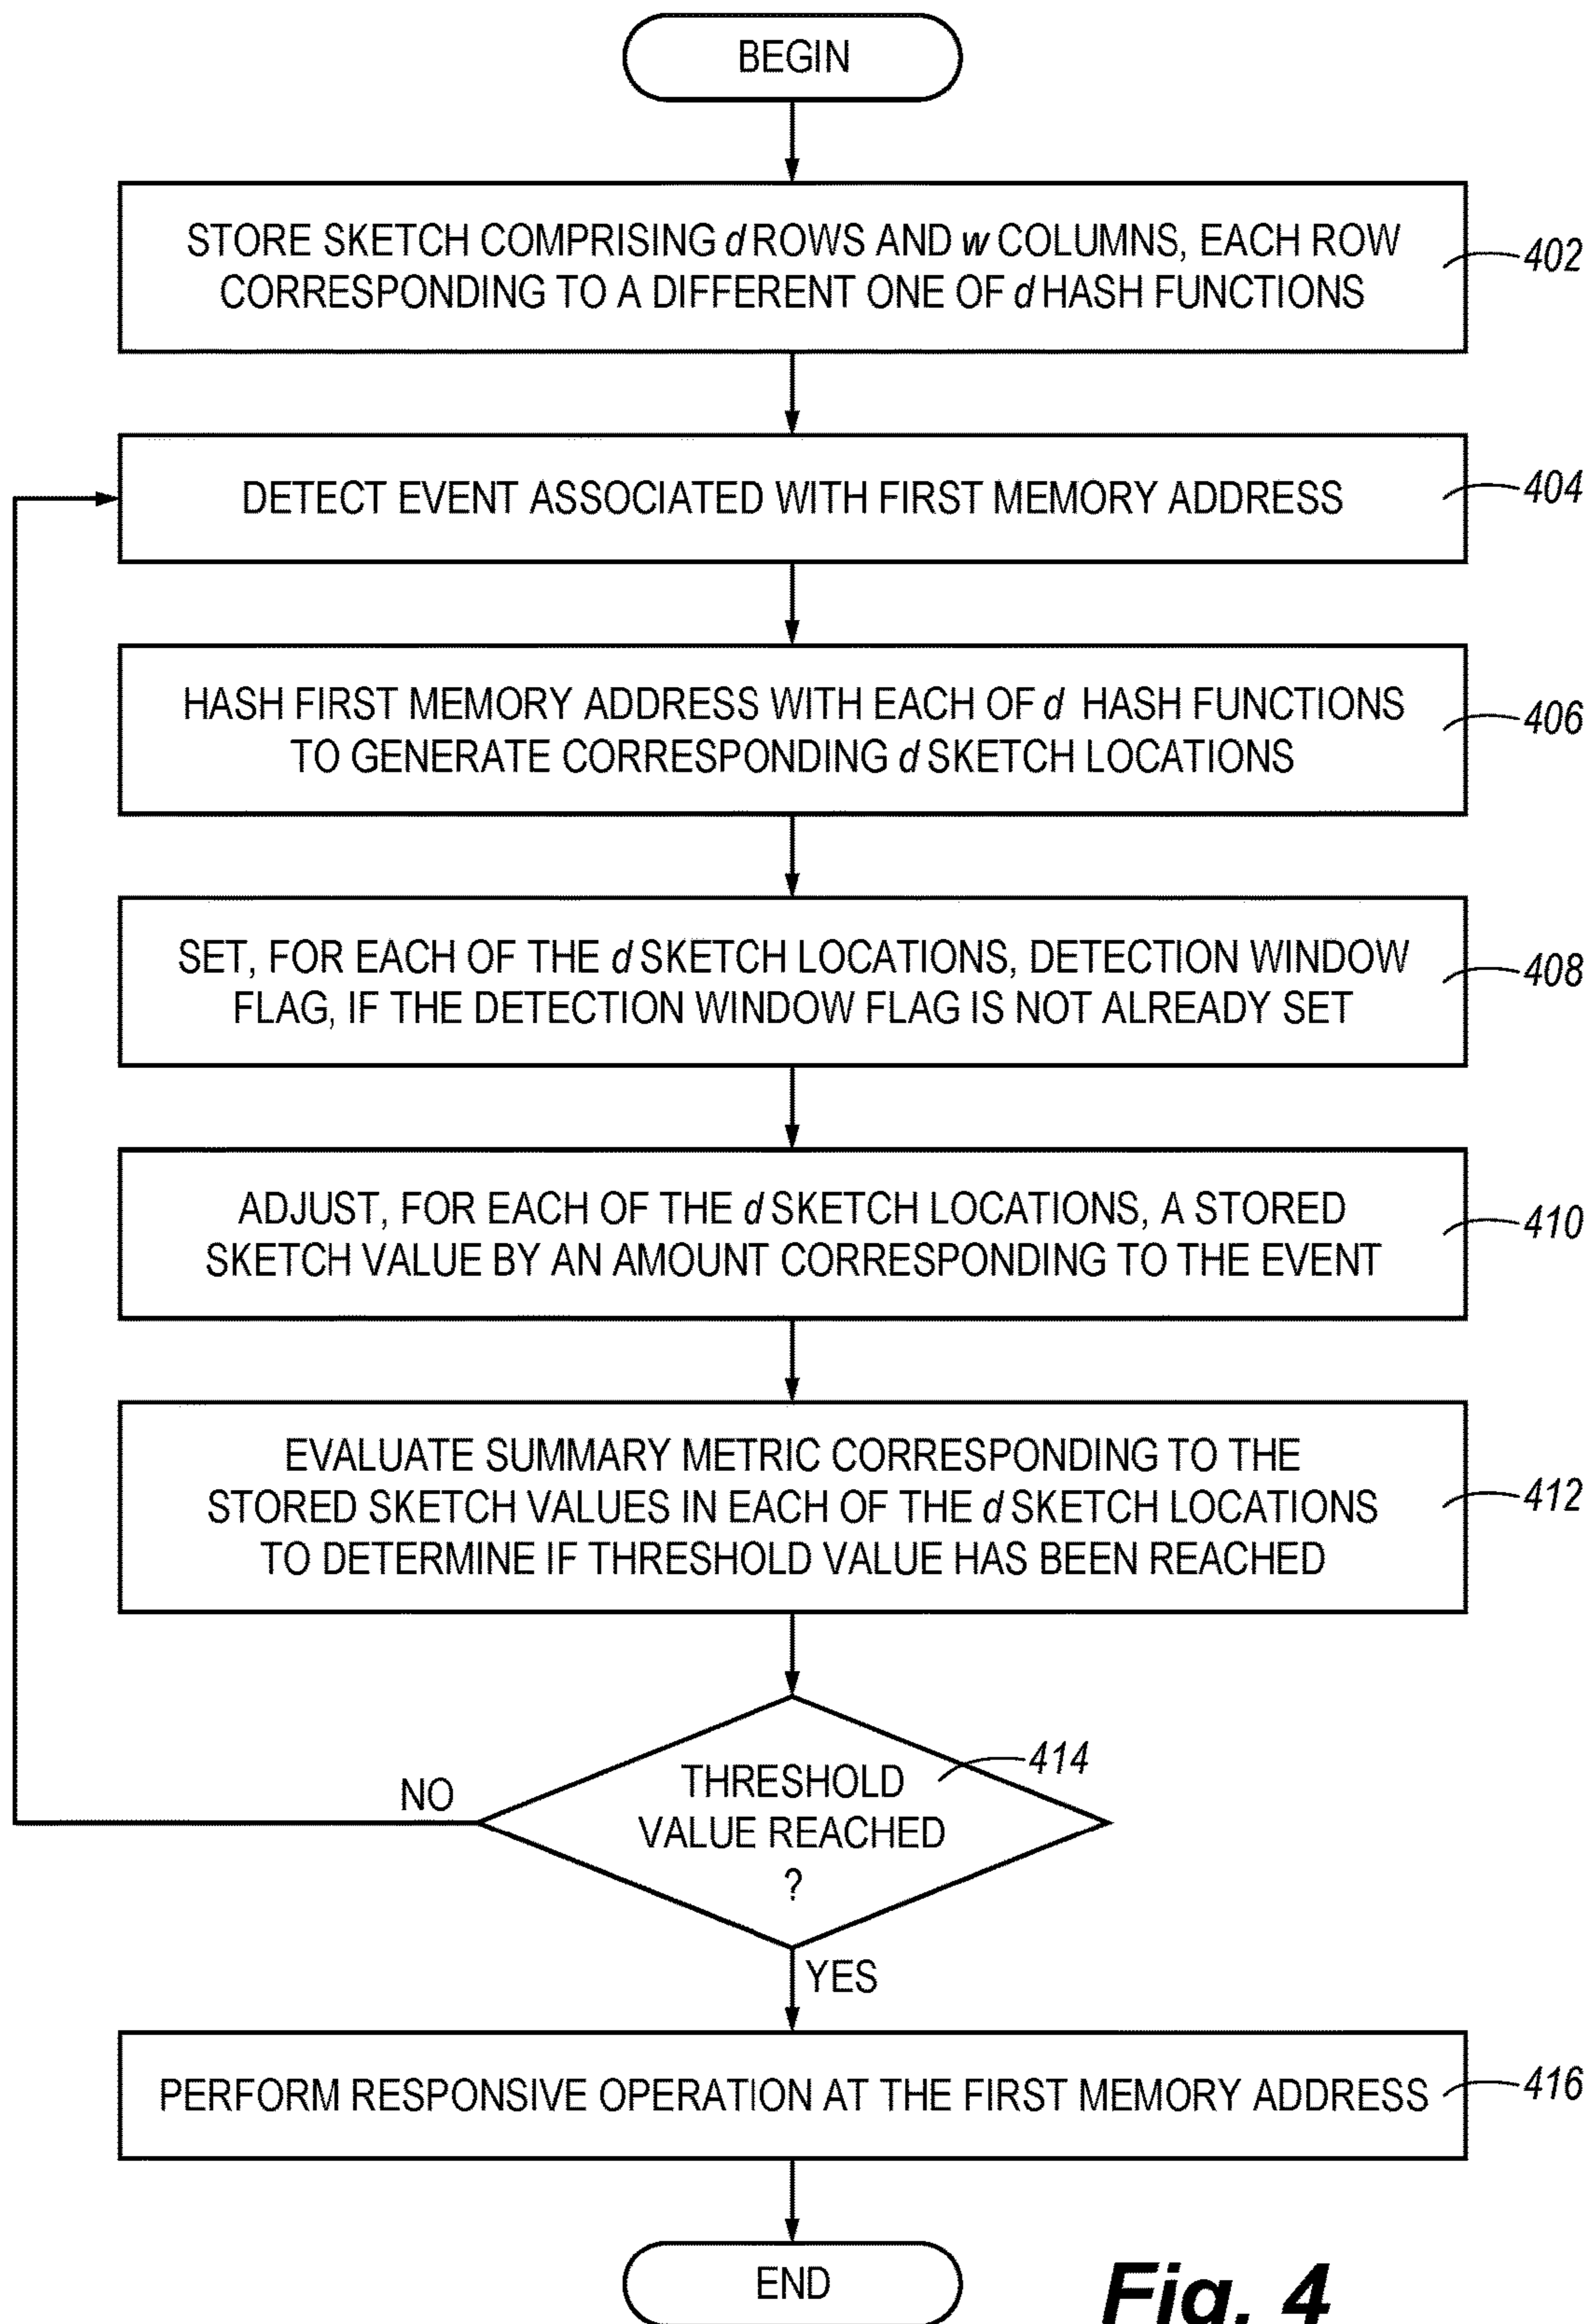 BEGIN
STORE SKETCH COMPRISING d ROWS AND w COLUMNS, EACH ROW
CORRESPONDING TO A DIFFERENT ONE OF d HASH FUNCTIONS
402
DETECT EVENT ASSOCIATED WITH FIRST MEMORY ADDRESS
404
HASH FIRST MEMORY ADDRESS WITH EACH OF d HASH FUNCTIONS
TO GENERATE CORRESPONDING d SKETCH LOCATIONS
406
SET, FOR EACH OF THE d SKETCH LOCATIONS, DETECTION WINDOW
FLAG, IF THE DETECTION WINDOW FLAG IS NOT ALREADY SET
408
ADJUST, FOR EACH OF THE d SKETCH LOCATIONS, A STORED
SKETCH VALUE BY AN AMOUNT CORRESPONDING TO THE EVENT
410
EVALUATE SUMMARY METRIC CORRESPONDING TO THE
STORED SKETCH VALUES IN EACH OF THE d SKETCH LOCATIONS
TO DETERMINE IF THRESHOLD VALUE HAS BEEN REACHED
412
THRESHOLD
VALUE REACHED
?
414
NO
YES
PERFORM RESPONSIVE OPERATION AT THE FIRST MEMORY ADDRESS
416
END
Fig. 4